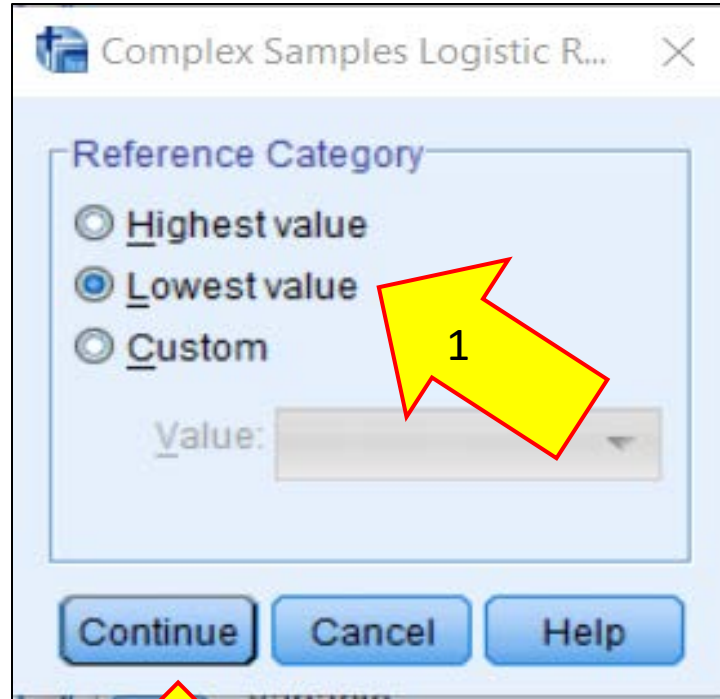 Complex Samples Logistic R...
Reference Category
Highest value
Lowest value
1
Custom
Value:
Continue Cancel Help